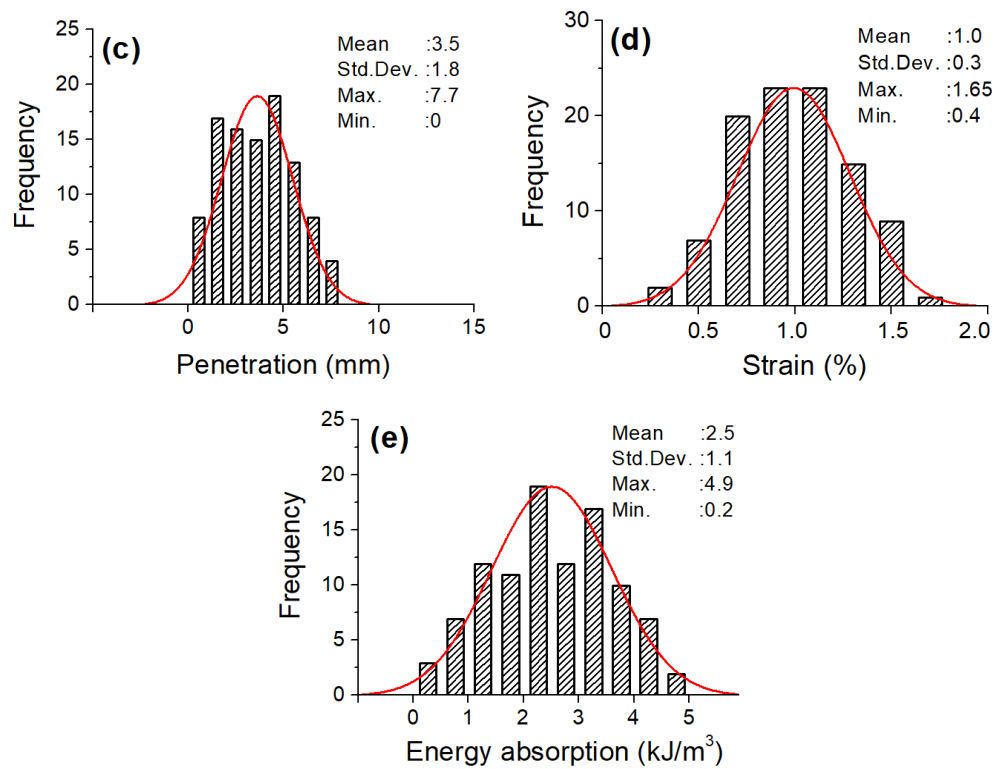 (c)
Mean :3.5
Std.Dev. :1.8
Max. :7.7
Min. :0
25
20
15
10
5
0
Frequency
0 5 10 15
Penetration (mm)
(d)
Mean :1.0
Std.Dev. :0.3
Max. :1.65
Min. :0.4
30
20
10
0
Frequency
0 0.5 1.0 1.5 2.0
Strain (%)
(e)
Mean :2.5
Std.Dev. :1.1
Max. :4.9
Min. :0.2
25
20
15
10
5
0
Frequency
0 1 2 3 4 5
Energy absorption (kJ/m³)